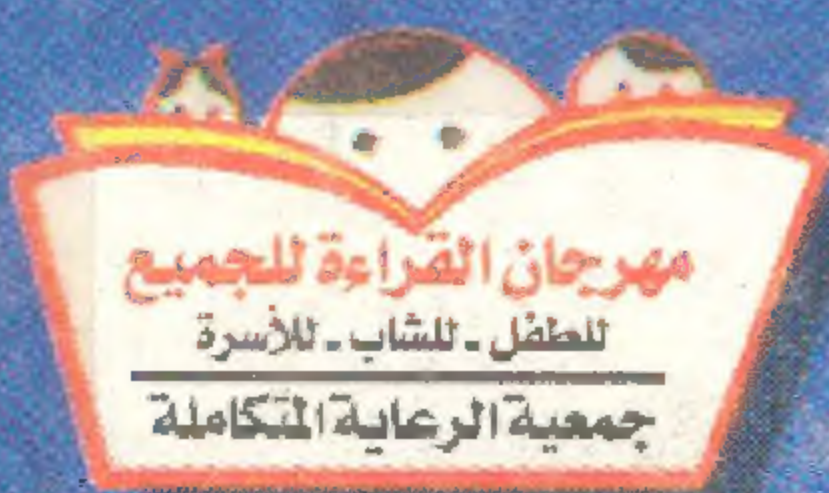 مهرجان القراءة للجميع
للطفل - للشاب - للأسرة
جمعية الرعاية المتكاملة